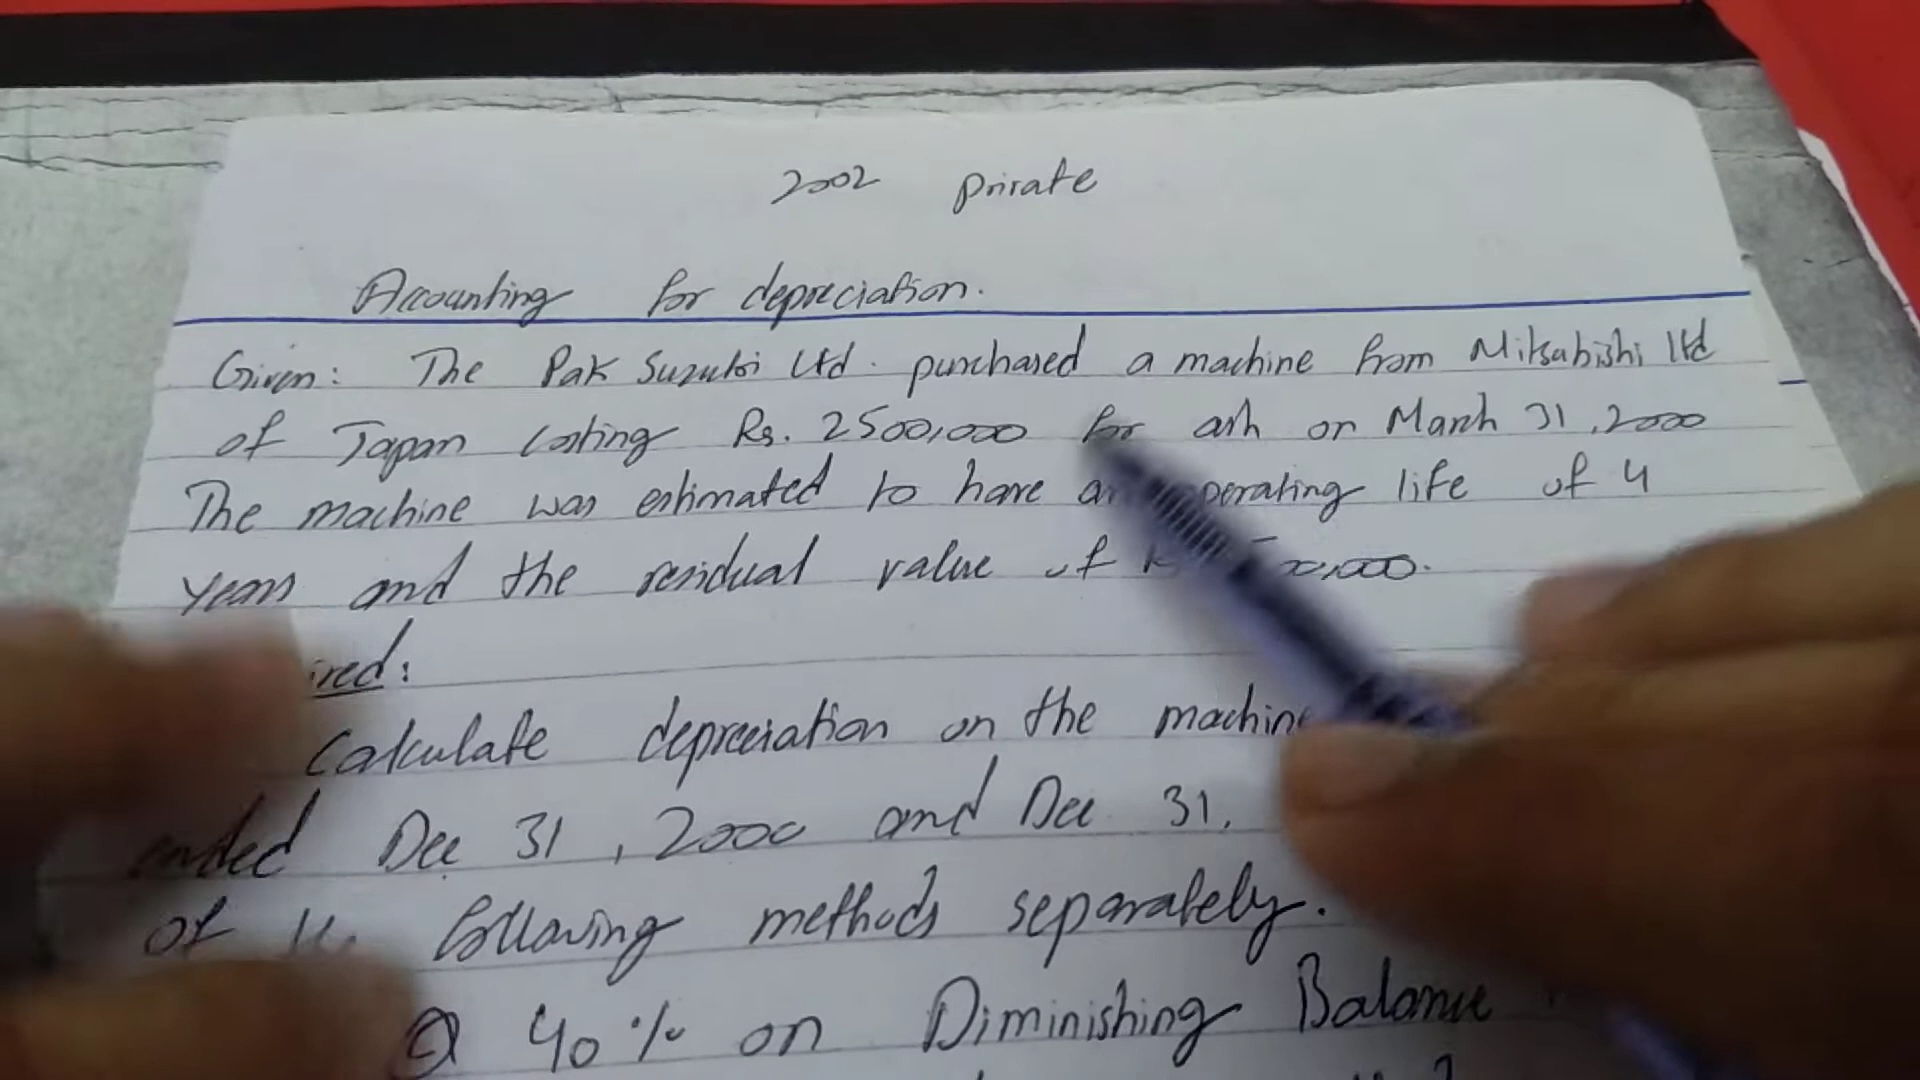 2002 Private
Accounting for depreciation.
Given: The Pak Suzuki Ltd. purchased a machine from Mitsubishi ltd
of Japan costing Rs. 2500,000 for cash on March 31, 2000
The machine was estimated to have an operating life of 4
years and the residual value of
Calculate depreciation on the machine
ended Dec 31, 2000 and Dec 31,
of following methods separately.
@ 40% on Diminishing Balance